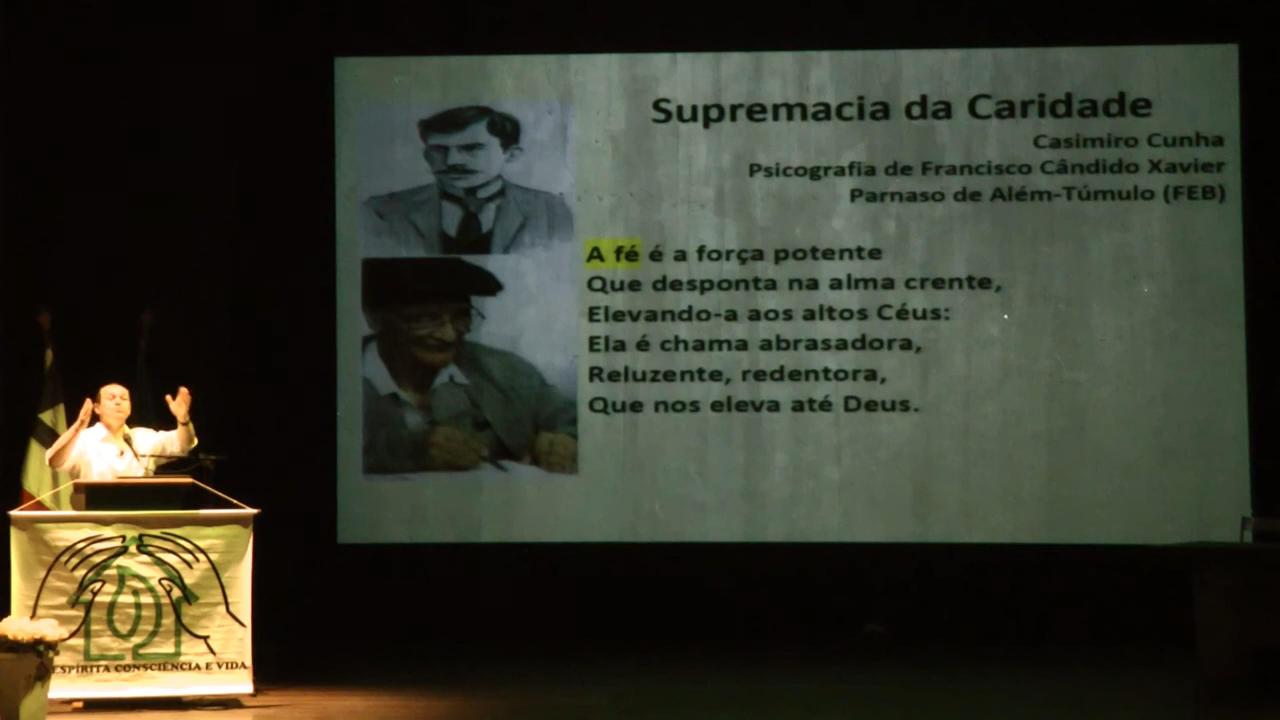 Supremacia da Caridade
Casimiro Cunha
Psicografia de Francisco Cândido Xavier
Parnaso de Além-Túmulo (FEB)
A fé é a força potente
Que desponta na alma crente,
Elevando-a aos altos Céus:
Ela é chama abrasadora,
Reluzente, redentora,
Que nos eleva até Deus.
ESPÍRITA CONSCIÊNCIA E VIDA